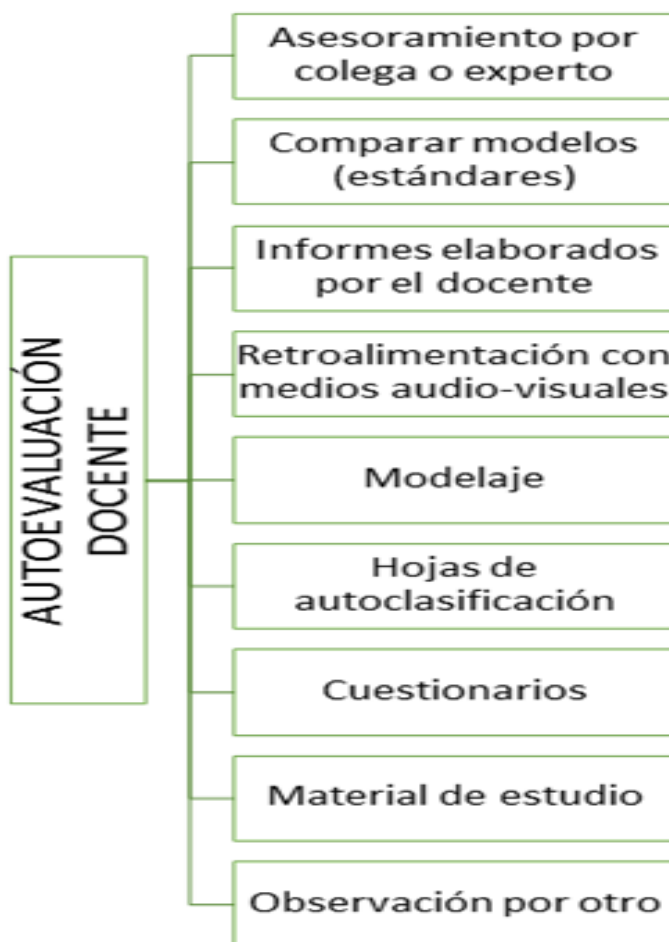 AUTOEVALUACIÓN
DOCENTE
Asesoramiento por
colega o experto
Comparar modelos
(estándares)
Informes elaborados
por el docente
Retroalimentación con
medios audio-visuales
Modelaje
Hojas de
autoclasificación
Cuestionarios
Material de estudio
Observación por otro